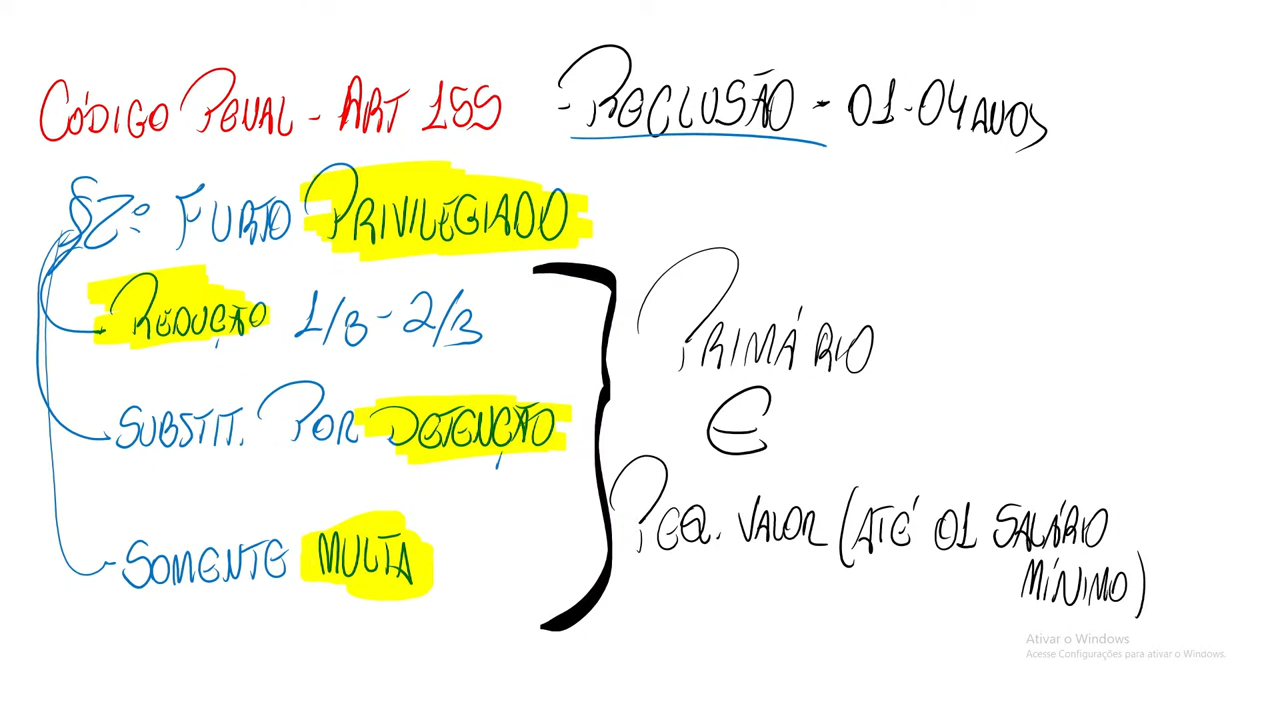 CÓDIGO PENAL - ART 155 - RECLUSÃO - 01-04 ANOS
§2º FURTO PRIVILEGIADO
REDUÇÃO 1/3 - 2/3
SUBSTIT. POR DETENÇÃO
SOMENTE MULTA
PRIMÁRIO
E
PEQ. VALOR (ATÉ 01 SALÁRIO
MÍNIMO)
Ativar o Windows
Acesse Configurações para ativar o Windows.